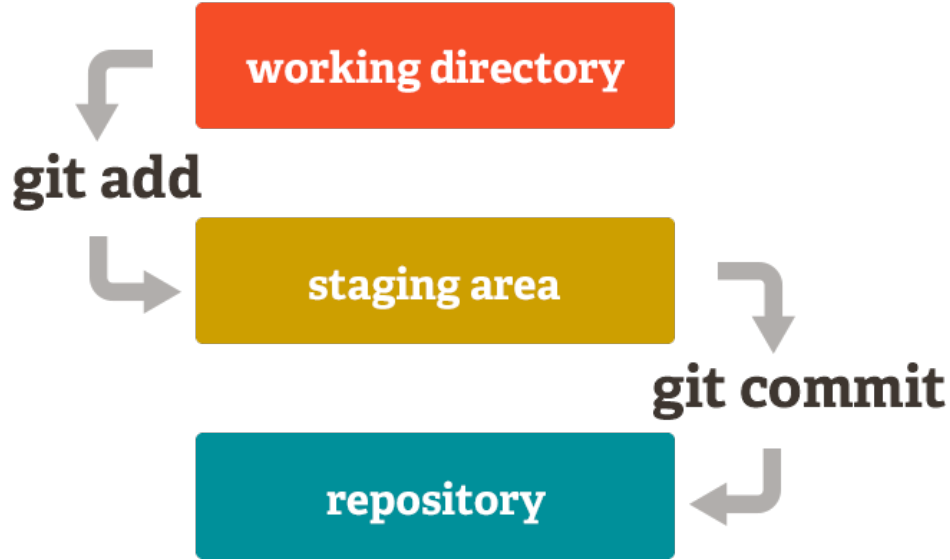 working directory
git add
staging area
git commit
repository